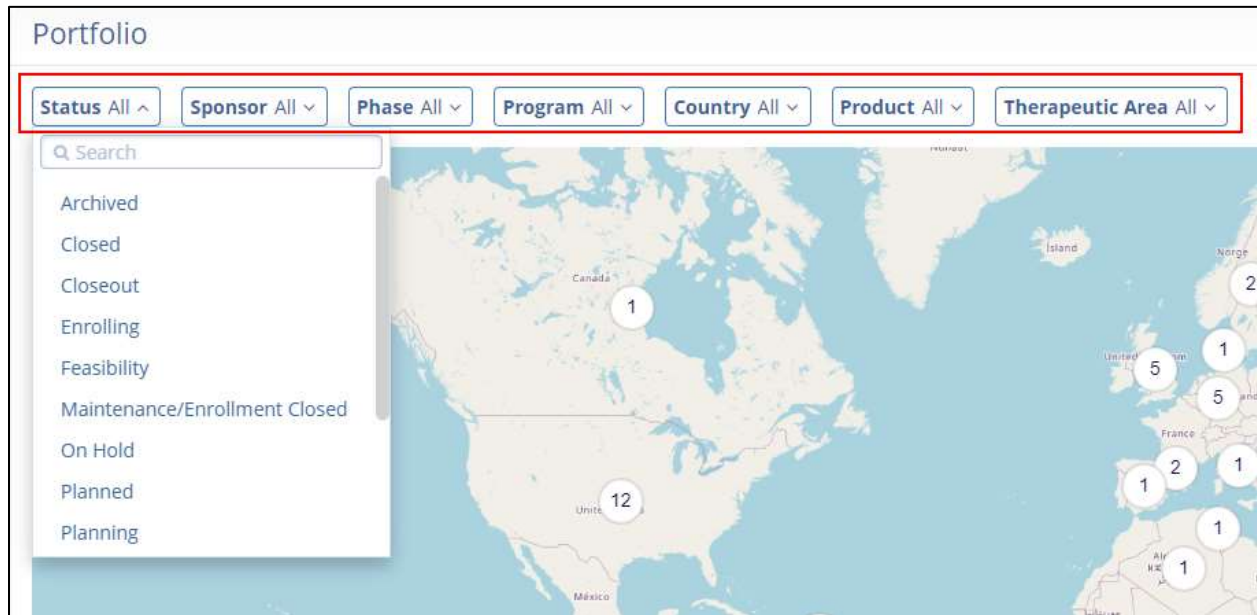 Portfolio
Status All Sponsor All Phase All Program All Country All Product All Therapeutic Area All
Search
Archived
Closed
Closeout
Enrolling
Feasibility
Maintenance/Enrollment Closed
On Hold
Planned
Planning
Nunavut
Ísland
Norge
Canada
1
2
1
5
5
France
2
1
1
12
1
1
México